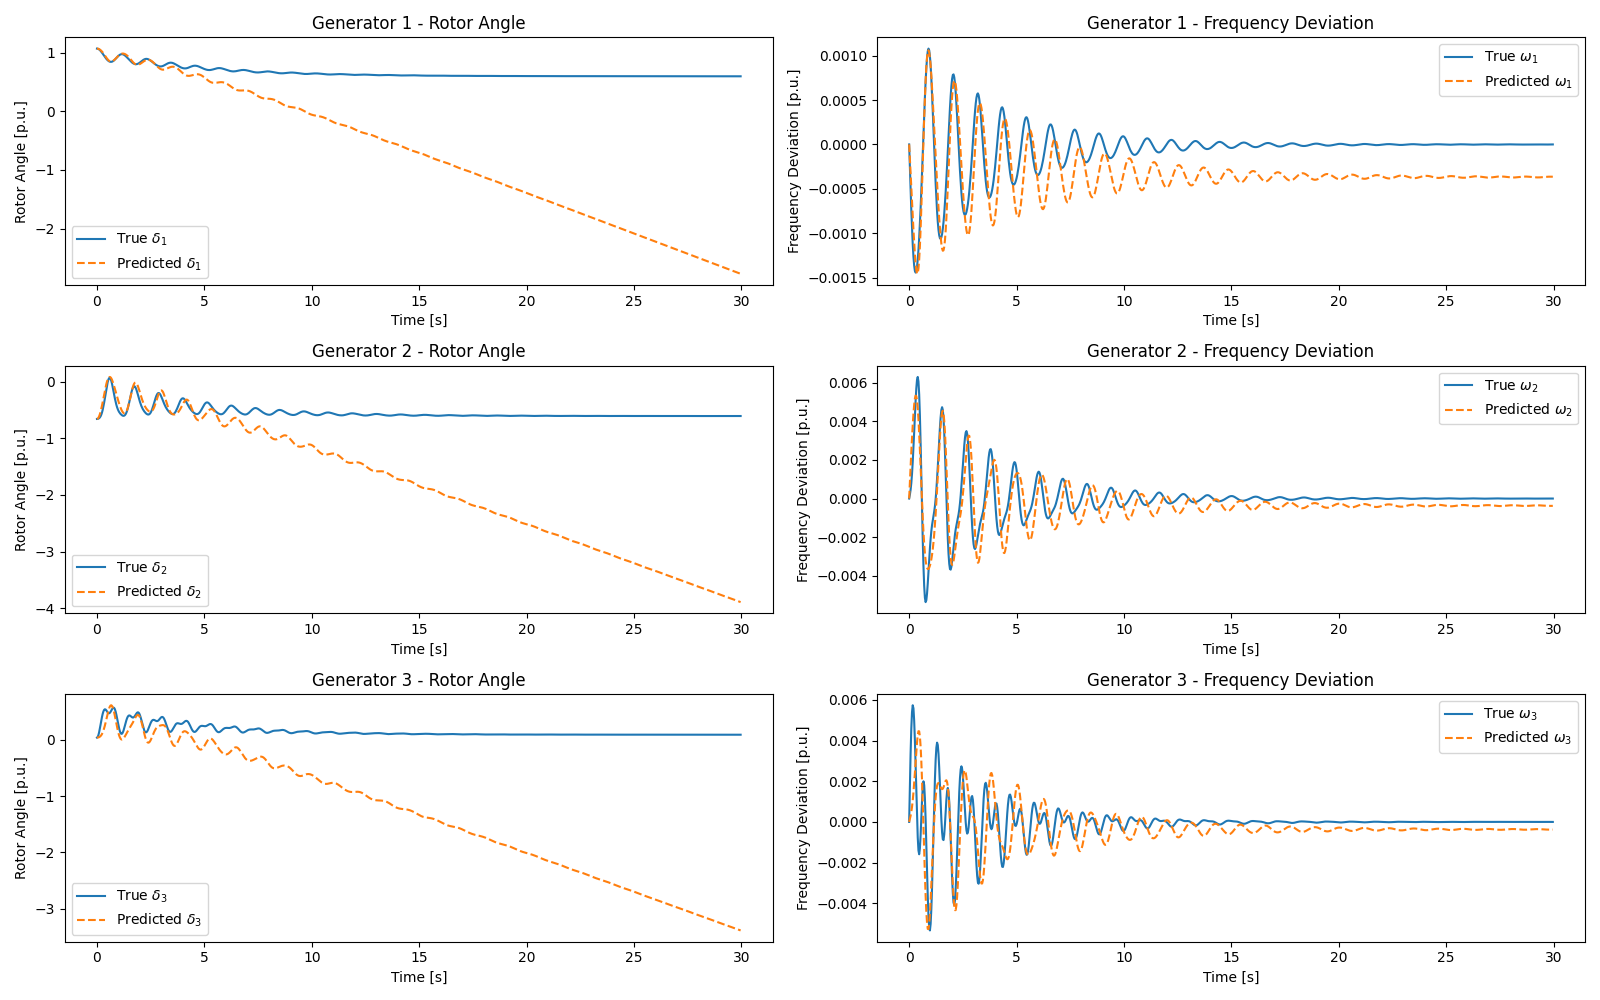 Generator 1 - Rotor Angle
Rotor Angle [p.u.]
1
0
−1
−2
True δ₁
Predicted δ₁
0 5 10 15 20 25 30
Time [s]
Generator 1 - Frequency Deviation
Frequency Deviation [p.u.]
0.0010
0.0005
0.0000
−0.0005
−0.0010
−0.0015
True ω₁
Predicted ω₁
0 5 10 15 20 25 30
Time [s]
Generator 2 - Rotor Angle
Rotor Angle [p.u.]
0
−1
−2
−3
−4
True δ₂
Predicted δ₂
0 5 10 15 20 25 30
Time [s]
Generator 2 - Frequency Deviation
Frequency Deviation [p.u.]
0.006
0.004
0.002
0.000
−0.002
−0.004
True ω₂
Predicted ω₂
0 5 10 15 20 25 30
Time [s]
Generator 3 - Rotor Angle
Rotor Angle [p.u.]
0
−1
−2
−3
True δ₃
Predicted δ₃
0 5 10 15 20 25 30
Time [s]
Generator 3 - Frequency Deviation
Frequency Deviation [p.u.]
0.006
0.004
0.002
0.000
−0.002
−0.004
True ω₃
Predicted ω₃
0 5 10 15 20 25 30
Time [s]